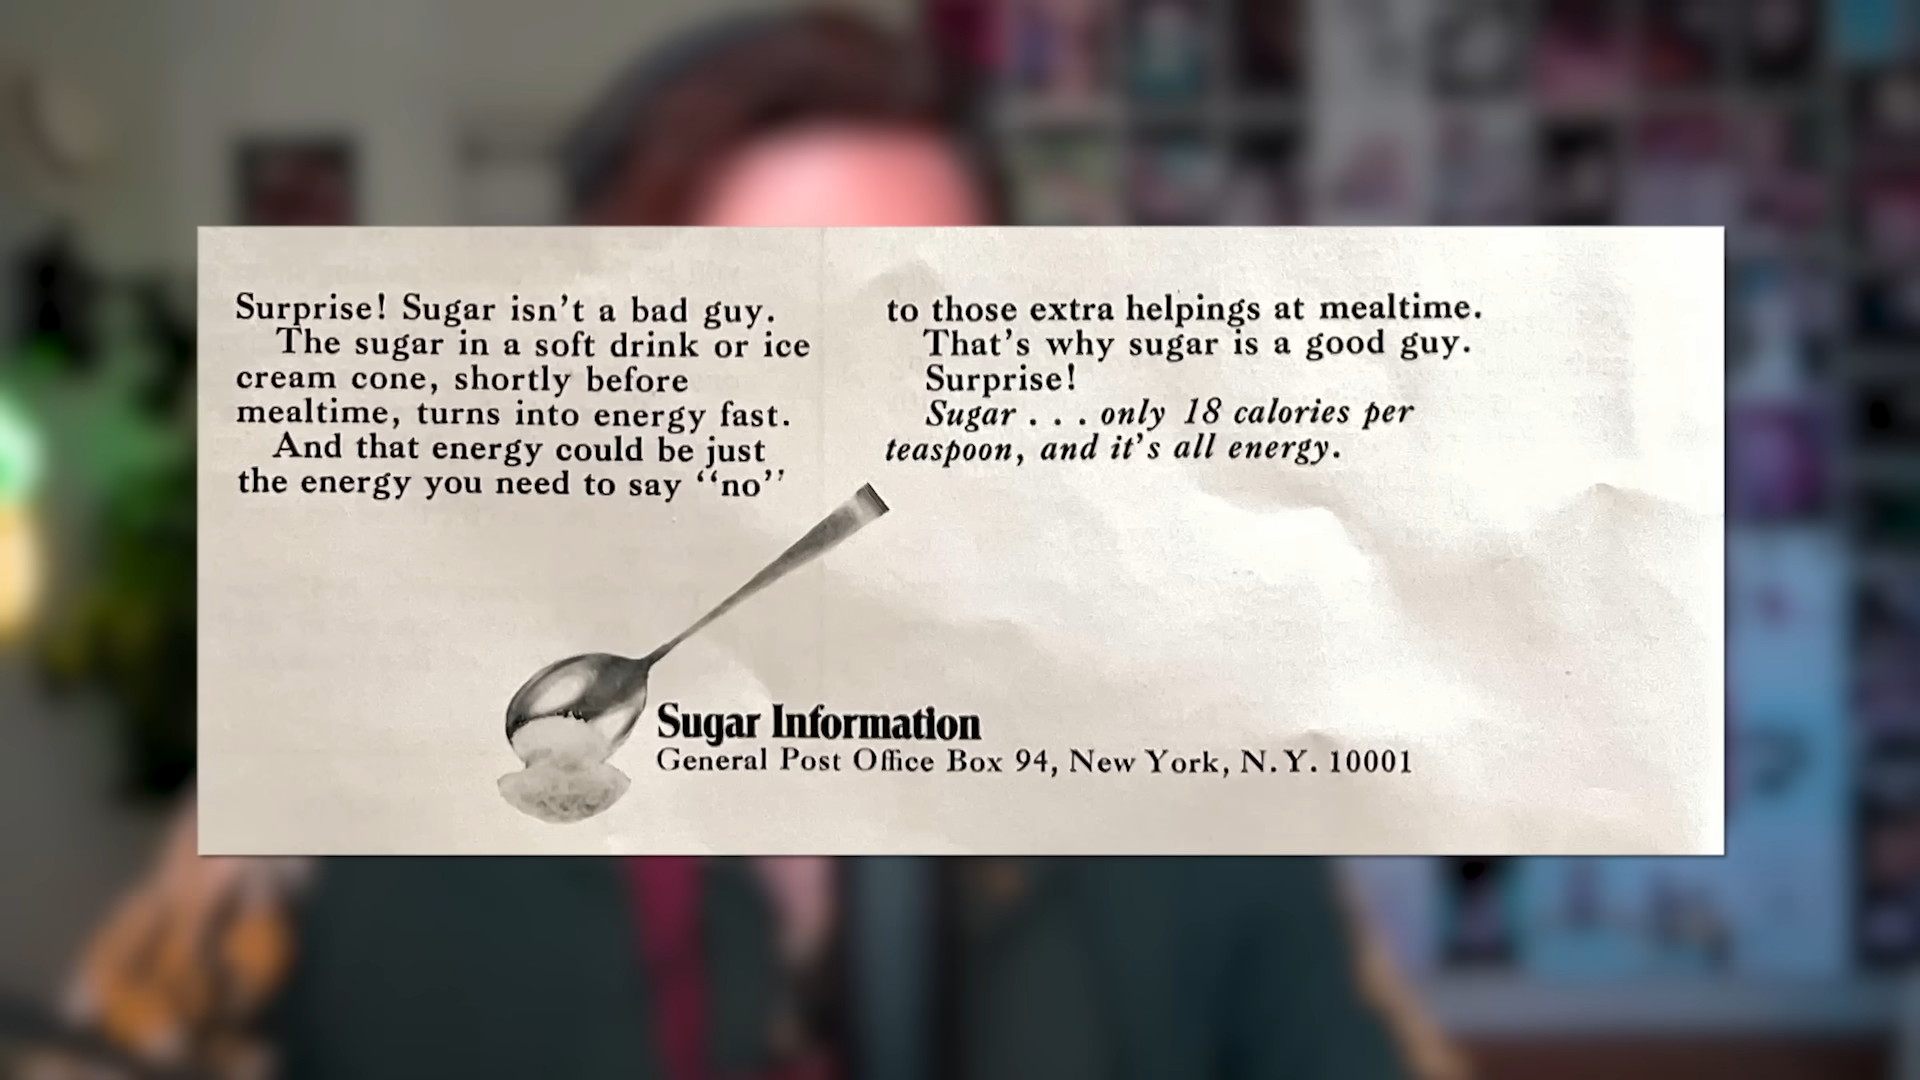 Surprise! Sugar isn't a bad guy.
The sugar in a soft drink or ice
cream cone, shortly before
mealtime, turns into energy fast.
And that energy could be just
the energy you need to say "no"
to those extra helpings at mealtime.
That's why sugar is a good guy.
Surprise!
Sugar . . . only 18 calories per
teaspoon, and it's all energy.
Sugar Information
General Post Office Box 94, New York, N.Y. 10001